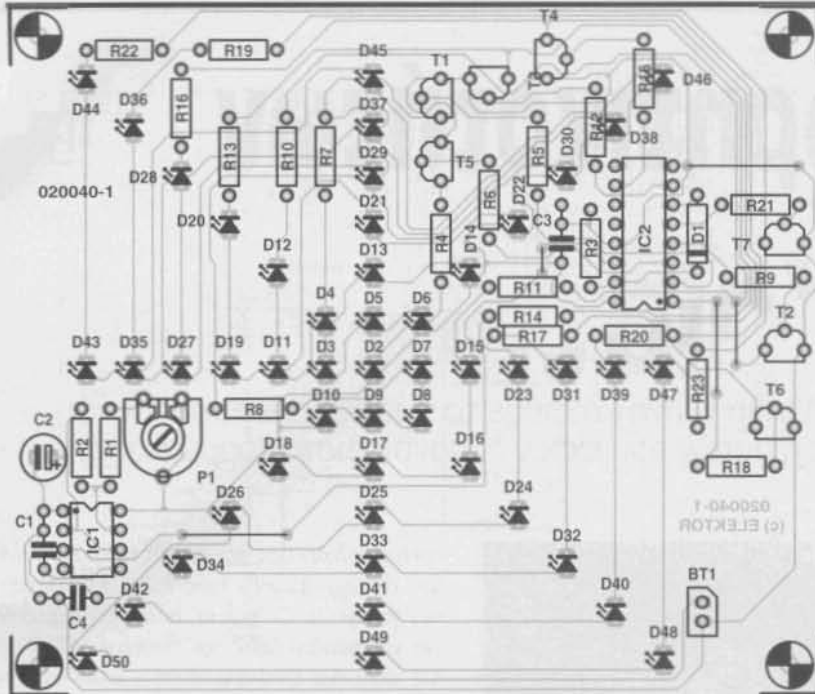 T4
R22 R19 D45 T1 T3
D44 D36 R16 D37 R16 D46
R13 R10 R7 R5 D30 R12 D38
D28 D29 T5 R6
020040-1 D20 D21 D22 C3 IC2 D1 R21
D12 D13 R4 D14 R3 T7
D4 D5 D6 R11 R9
R14 T2
R17 R20
D43 D35 D27 D19 D11 D3 D2 D7 D15
D23 D31 D39 D47
R8 D10 D9 D8 R23 T6
C2 R2 R1 P1 D18 D17 D16 R18
C1 IC1 D26 D25 D24 020040-1
(c) ELEKTOR
D34 D33 D32
C4 D42 D41 D40 BT1
D50 D49 D48